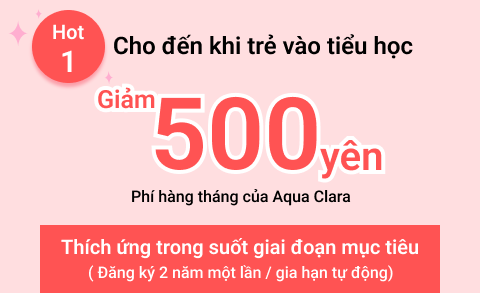 Hot
1
Cho đến khi trẻ vào tiểu học
Giảm
500 yên
Phí hàng tháng của Aqua Clara
Thích ứng trong suốt giai đoạn mục tiêu
( Đăng ký 2 năm một lần / gia hạn tự động)